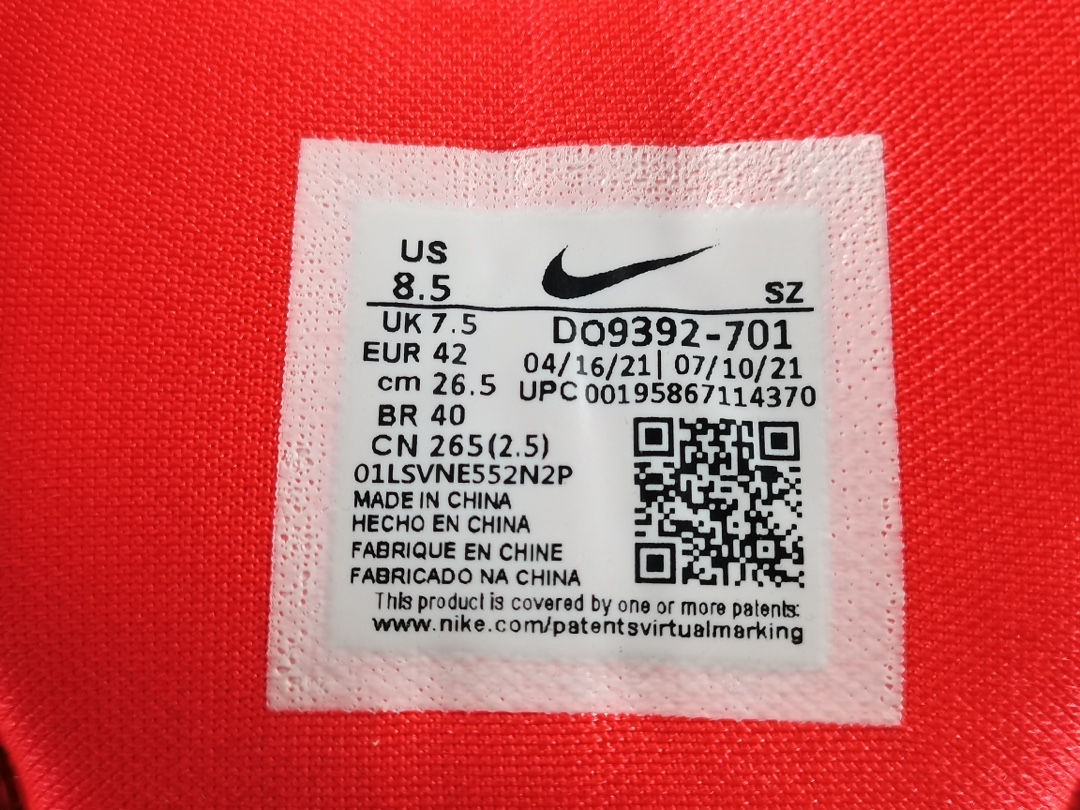 US
8.5
SZ
UK 7.5
EUR 42
cm 26.5
BR 40
CN 265(2.5)
DO9392-701
04/16/21| 07/10/21
UPC 00195867114370
01LSVNE552N2P
MADE IN CHINA
HECHO EN CHINA
FABRIQUE EN CHINE
FABRICADO NA CHINA
This product is covered by one or more patents:
www.nike.com/patentsvirtualmarking